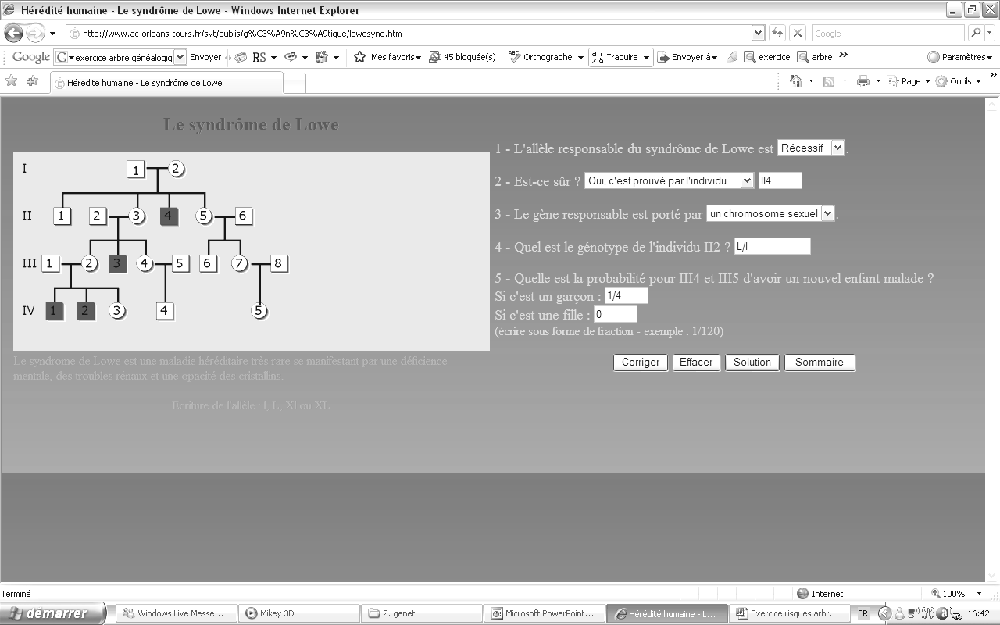 Hérédité humaine - Le syndrôme de Lowe - Windows Internet Explorer
http://www.ac-orleans-tours.fr/svt/publis/g%C3%A9n%C3%A9tique/lowesynd.htm
Google
Google exercice arbre généalogiqu Envoyer RS Mes favoris 45 bloquée(s) ABC Orthographe Traduire Envoyer à exercice arbre » Paramètres
Hérédité humaine - Le syndrôme de Lowe
Page Outils »
Le syndrôme de Lowe
I 1 2
II 1 2 3 4 5 6
III 1 2 3 4 5 6 7 8
IV 1 2 3 4 5
Le syndrome de Lowe est une maladie héréditaire très rare se manifestant par une déficience
mentale, des troubles rénaux et une opacité des cristallins.
Ecriture de l'allèle : l, L, Xl ou XL
1 - L'allèle responsable du syndrôme de Lowe est Récessif .
2 - Est-ce sûr ? Oui, c'est prouvé par l'individu... II4
3 - Le gène responsable est porté par un chromosome sexuel .
4 - Quel est le génotype de l'individu II2 ? L/l
5 - Quelle est la probabilité pour III4 et III5 d'avoir un nouvel enfant malade ?
Si c'est un garçon : 1/4
Si c'est une fille : 0
(écrire sous forme de fraction - exemple : 1/120)
Corriger Effacer Solution Sommaire
Terminé Internet 100%
démarrer Windows Live Messe... Mikey 3D 2. genet Microsoft PowerPoint... Hérédité humaine - L... Exercice risques arbr... FR 16:42